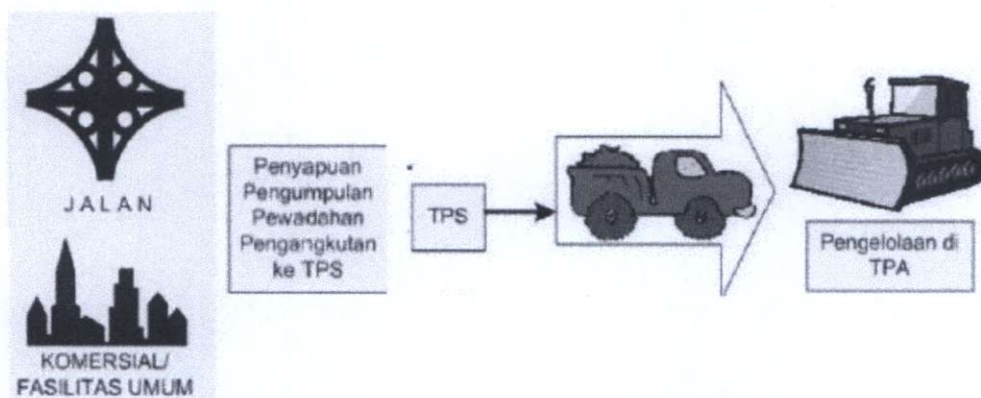 JALAN
KOMERSIAL/
FASILITAS UMUM
Penyapuan
Pengumpulan
Pewadahan
Pengangkutan
ke TPS
TPS
Pengelolaan di
TPA